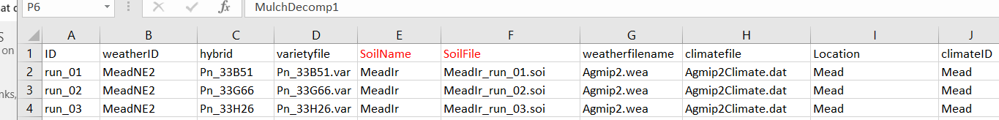 at c
P6 fx MulchDecomp1
S
on
nks,
A B C D E F G H I J
1 ID weatherID hybrid varietyfile SoilName SoilFile weatherfilename climatefile Location climateID
2 run_01 MeadNE2 Pn_33B51 Pn_33B51.var MeadIr MeadIr_run_01.soi Agmip2.wea Agmip2Climate.dat Mead Mead
3 run_02 MeadNE2 Pn_33G66 Pn_33G66.var MeadIr MeadIr_run_02.soi Agmip2.wea Agmip2Climate.dat Mead Mead
4 run_03 MeadNE2 Pn_33H26 Pn_33H26.var MeadIr MeadIr_run_03.soi Agmip2.wea Agmip2Climate.dat Mead Mead